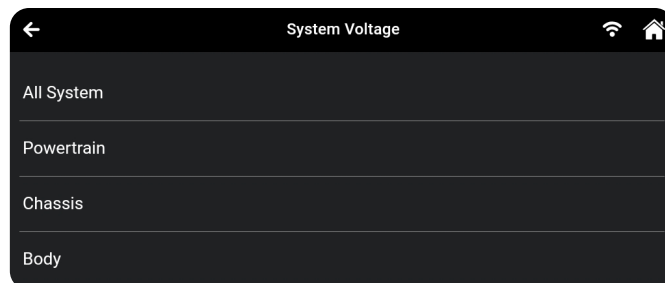 System Voltage
All System
Powertrain
Chassis
Body